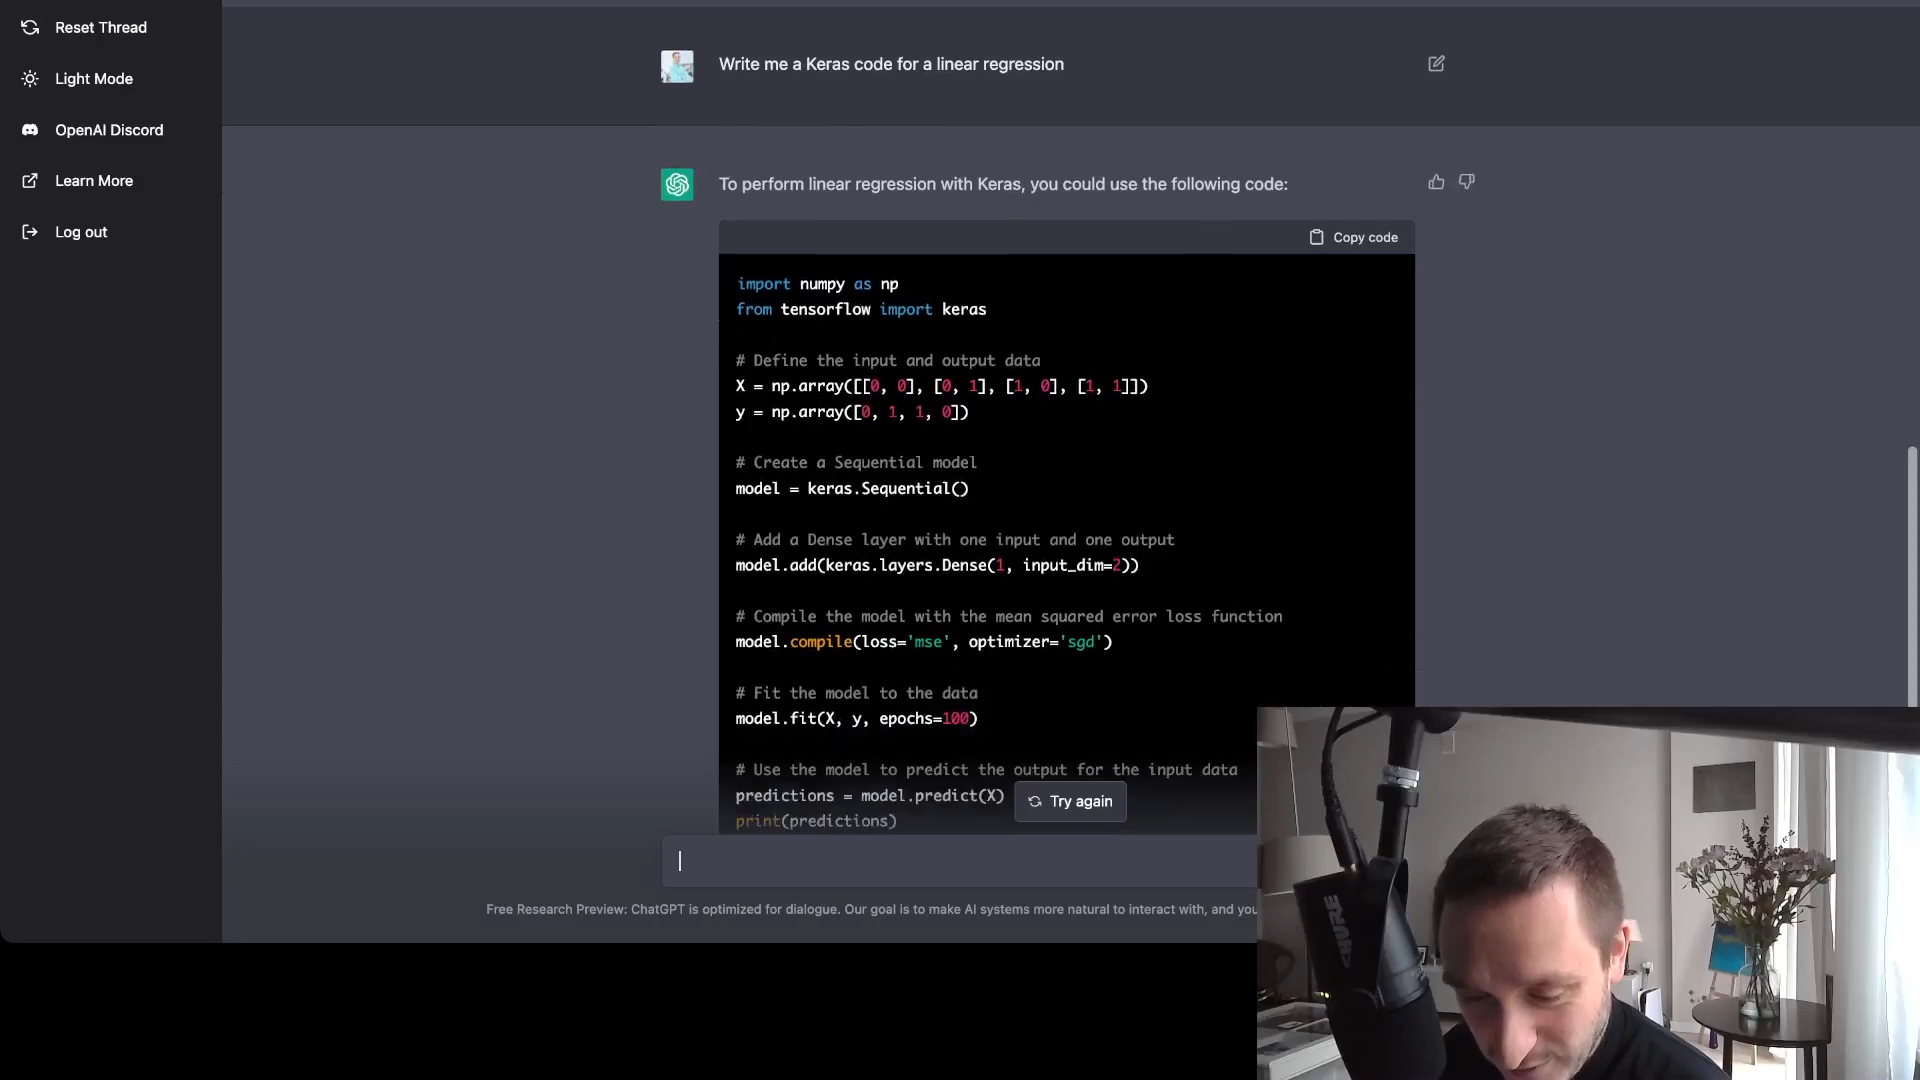 Reset Thread
Light Mode
OpenAI Discord
Learn More
Log out
Write me a Keras code for a linear regression
To perform linear regression with Keras, you could use the following code:
Copy code
import numpy as np
from tensorflow import keras
# Define the input and output data
X = np.array([[0, 0], [0, 1], [1, 0], [1, 1]])
y = np.array([0, 1, 1, 0])
# Create a Sequential model
model = keras.Sequential()
# Add a Dense layer with one input and one output
model.add(keras.layers.Dense(1, input_dim=2))
# Compile the model with the mean squared error loss function
model.compile(loss='mse', optimizer='sgd')
# Fit the model to the data
model.fit(X, y, epochs=100)
# Use the model to predict the output for the input data
predictions = model.predict(X)
print(predictions)
Try again
Free Research Preview: ChatGPT is optimized for dialogue. Our goal is to make AI systems more natural to interact with, and you
SHURE